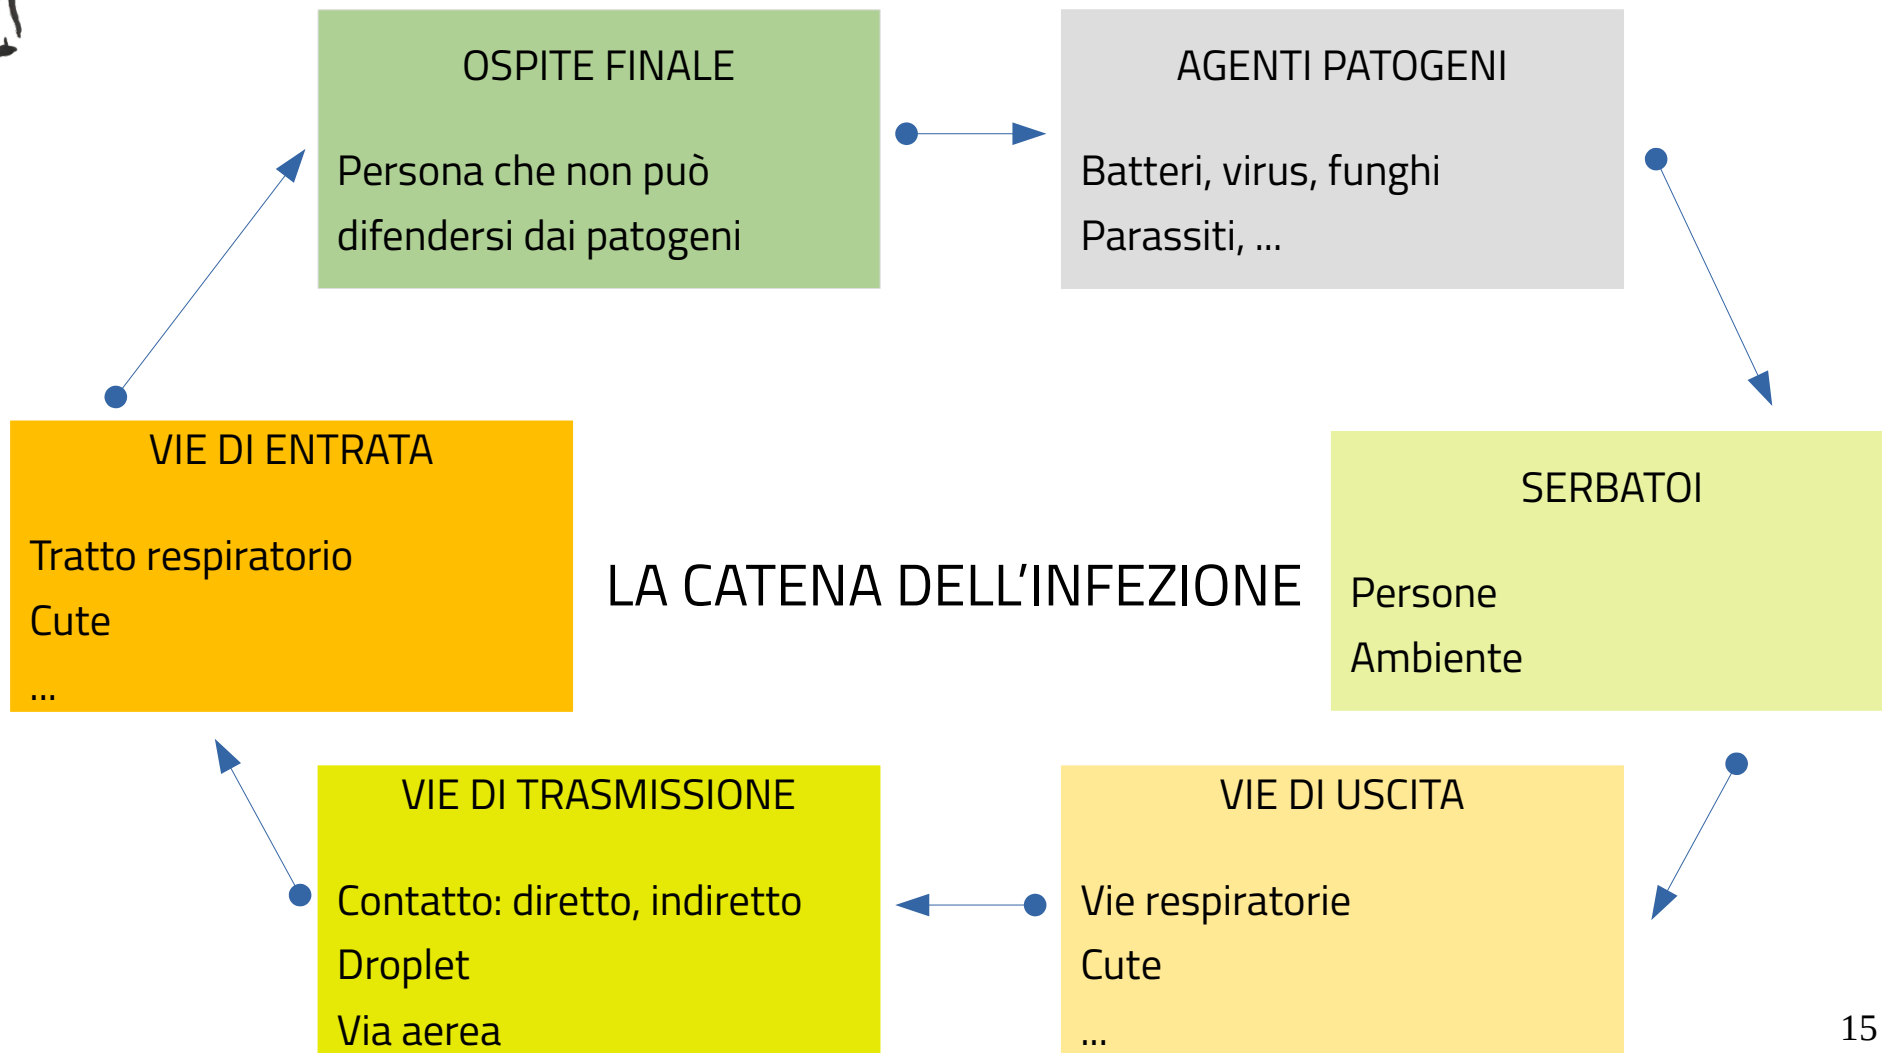 OSPITE FINALE
Persona che non può
difendersi dai patogeni
AGENTI PATOGENI
Batteri, virus, funghi
Parassiti, ...
VIE DI ENTRATA
Tratto respiratorio
Cute
...
LA CATENA DELL’INFEZIONE
SERBATOI
Persone
Ambiente
VIE DI TRASMISSIONE
Contatto: diretto, indiretto
Droplet
Via aerea
VIE DI USCITA
Vie respiratorie
Cute
...
15